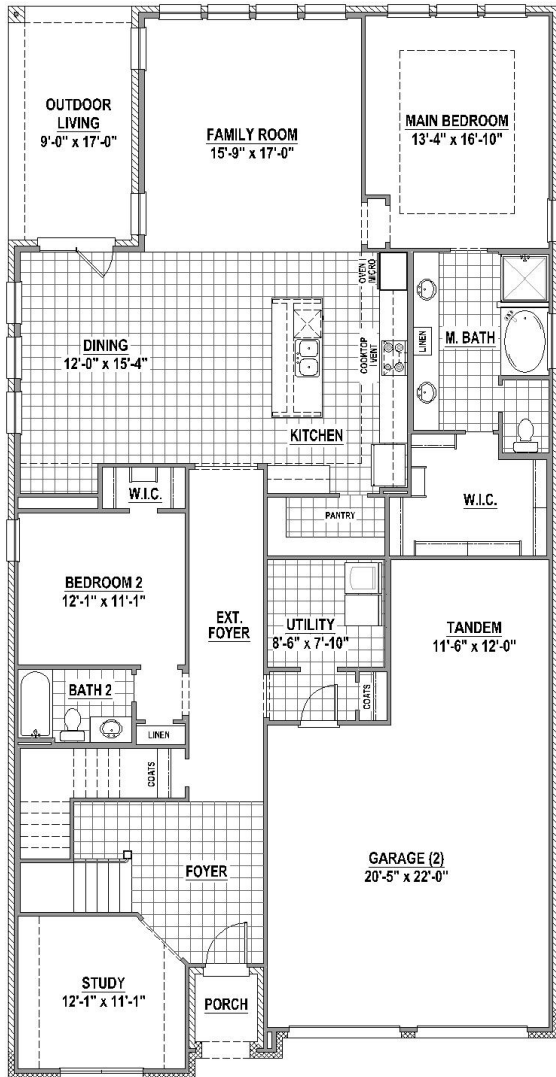 OUTDOOR
LIVING
9'-0" x 17'-0"
FAMILY ROOM
15'-9" x 17'-0"
MAIN BEDROOM
13'-4" x 16'-10"
OVEN /
MICRO
DINING
12'-0" x 15'-4"
COOKTOP
/ VENT
LINEN
M. BATH
KITCHEN
W.I.C.
PANTRY
W.I.C.
BEDROOM 2
12'-1" x 11'-1"
EXT.
FOYER
UTILITY
8'-6" x 7'-10"
TANDEM
11'-6" x 12'-0"
BATH 2
LINEN
COATS
COATS
FOYER
GARAGE (2)
20'-5" x 22'-0"
STUDY
12'-1" x 11'-1"
PORCH